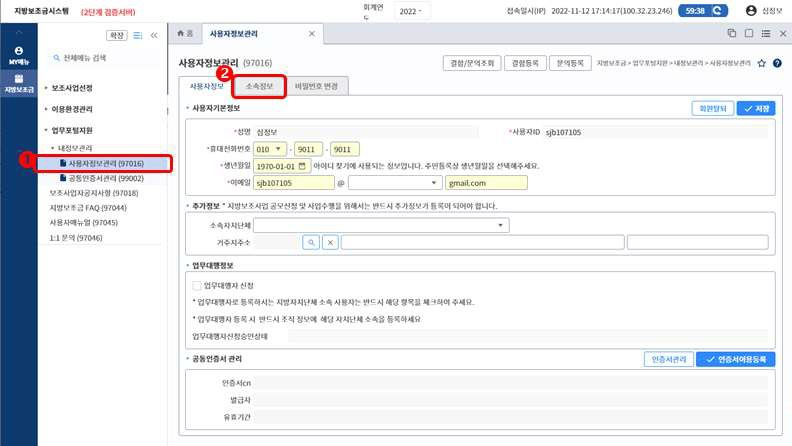 지방보조금시스템 (2단계 검증서버)
회계연도 2022
접속일시(IP) 2022-11-12 17:14:17(100.32.23.246) 59:38 심정보
MY메뉴
지방보조금
확장
전체메뉴 검색
보조사업신청
이용환경관리
업무포털지원
내정보관리
1
사용자정보관리 (97016)
공통인증서관리 (99002)
보조사업자공지사항 (97018)
지방보조금 FAQ (97044)
사용자메뉴얼 (97045)
1:1 문의 (97046)
홈 사용자정보관리
사용자정보관리 (97016)
결함/문의조회 결함등록 문의등록 지방보조금 > 업무포털지원 > 내정보관리 > 사용자정보관리
2
사용자정보 소속정보 비밀번호 변경
사용자기본정보 회원탈퇴 저장
*성명 심정보 *사용자ID sjb107105
*휴대전화번호 010 - 9011 - 9011
*생년월일 1970-01-01 아이디 찾기에 사용되는 정보입니다. 주민등록상 생년월일을 선택해주세요.
*이메일 sjb107105 @ gmail.com
추가정보 * 지방보조사업 공모신청 및 사업수행을 위해서는 반드시 추가정보가 등록이 되어야 합니다.
소속자치단체
거주지주소
업무대행정보
업무대행자 신청
* 업무대행자로 등록하시는 지방자치단체 소속 사용자는 반드시 해당 항목을 체크하여 주세요.
* 업무대행자 등록 시 반드시 조직 정보에 해당 자치단체 소속을 등록하세요
업무대행자신청승인상태
공동인증서 관리 인증서관리 인증서이용등록
인증서cn
발급자
유효기간